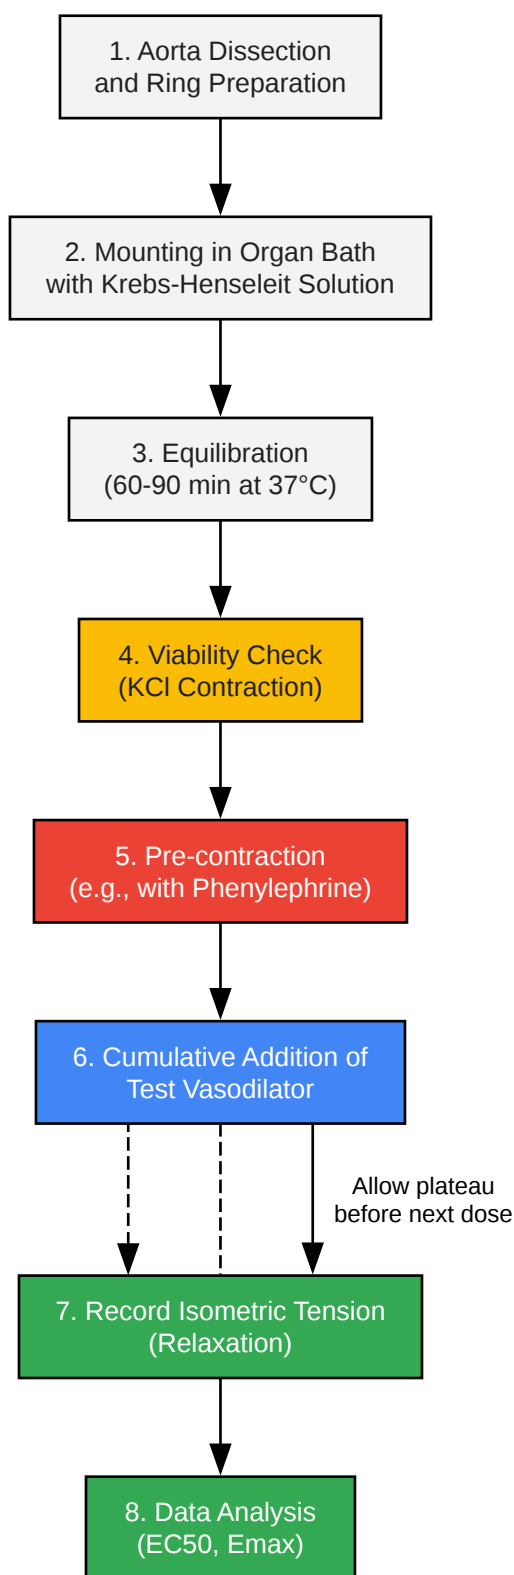 1. Aorta Dissection
and Ring Preparation
2. Mounting in Organ Bath
with Krebs-Henseleit Solution
3. Equilibration
(60-90 min at 37°C)
4. Viability Check
(KCl Contraction)
5. Pre-contraction
(e.g., with Phenylephrine)
6. Cumulative Addition of
Test Vasodilator
Allow plateau
before next dose
7. Record Isometric Tension
(Relaxation)
8. Data Analysis
(EC50, Emax)